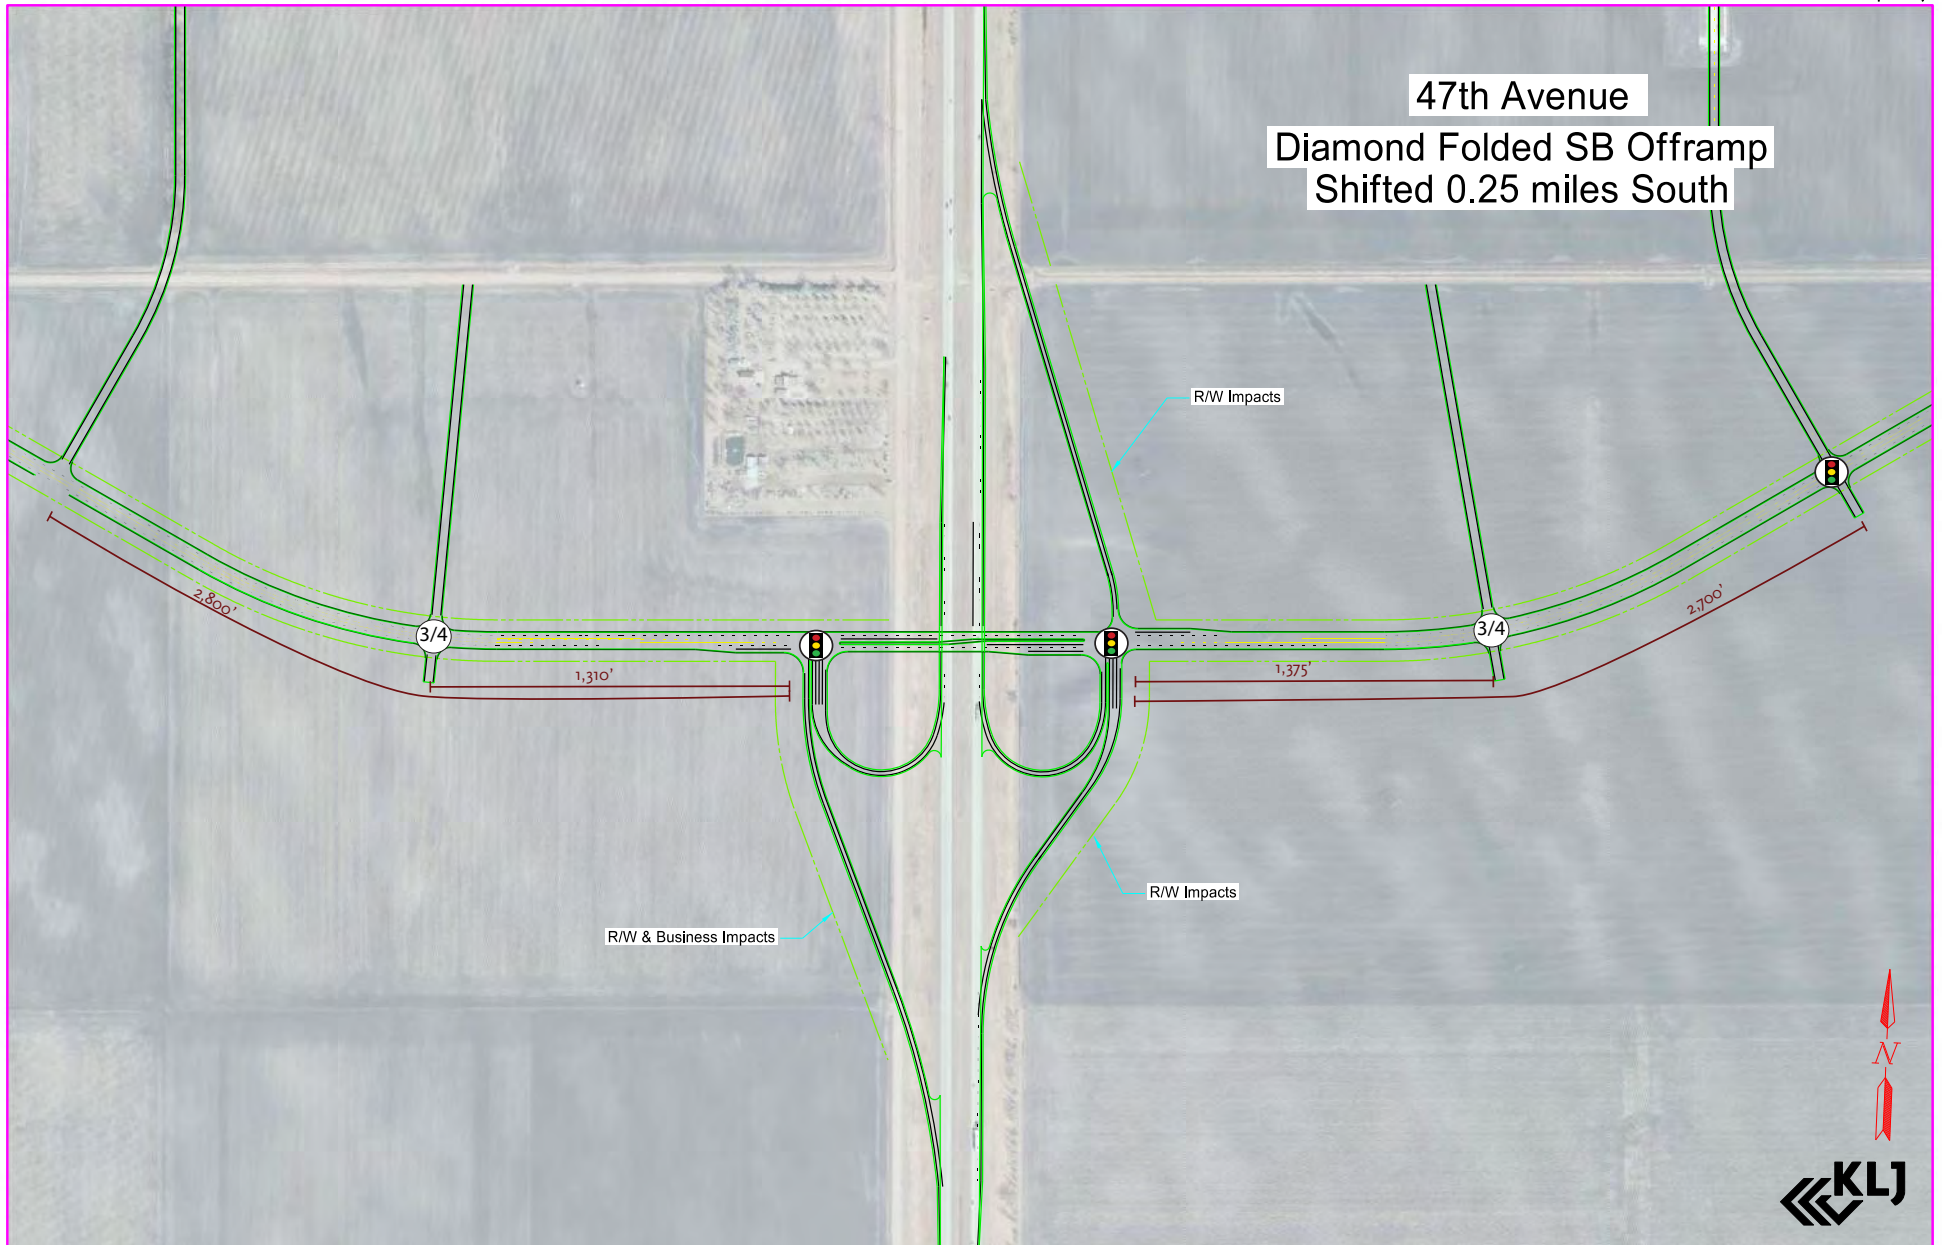 47th Avenue
Diamond Folded SB Offramp
Shifted 0.25 miles South
R/W Impacts
2,800'
2,700'
3/4
3/4
1,310'
1,375'
R/W Impacts
R/W & Business Impacts
N
KLJ